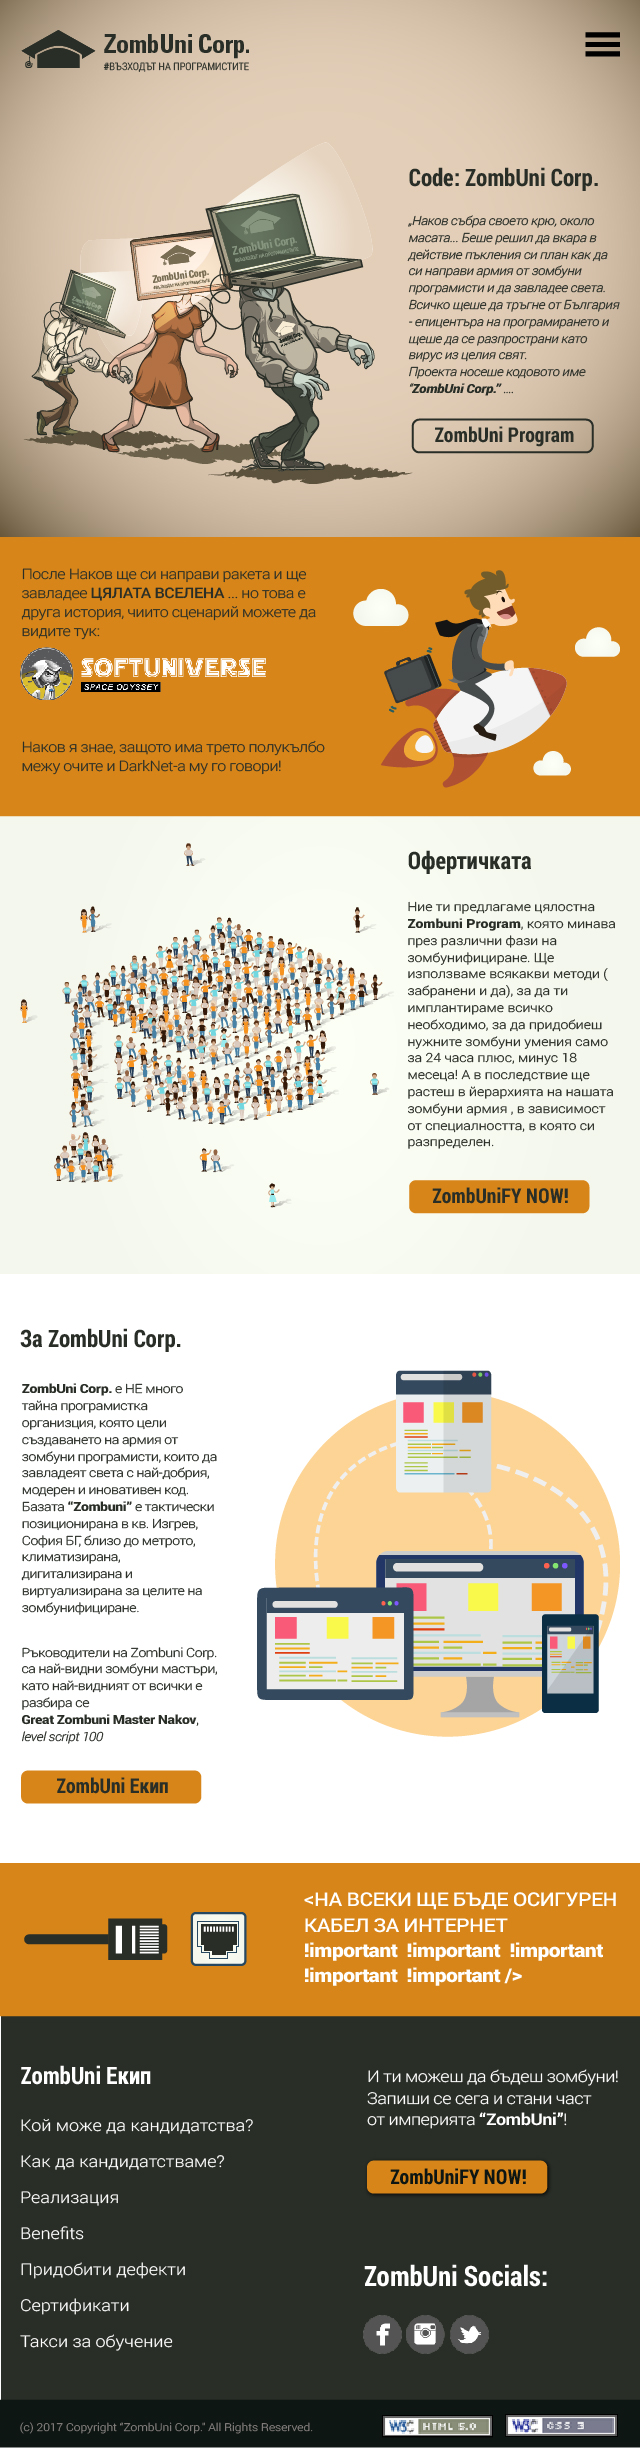 ZombUni Corp.
#ВЪЗХОДЪТ НА ПРОГРАМИСТИТЕ
Code: ZombUni Corp.
„Наков събра своето крю, около
масата... Беше решил да вкара в
действие пъкления си план как да
си направи армия от зомбуни
програмисти и да завладее света.
Всичко щеше да тръгне от България
- епицентъра на програмирането и
щеше да се разпространи като
вирус из целия свят.
Проекта носеше кодовото име
“ZombUni Corp.” ....
ZombUni Corp.
ZombUni Corp.
#ВЪЗХОДЪТ НА ПРОГРАМИСТИТЕ
ZombUni Corp.
#ВЪЗХОДЪТ НА ПРОГРАМИСТИТЕ
ZombUni Program
После Наков ще си направи ракета и ще
завладее ЦЯЛАТА ВСЕЛЕНА ... но това е
друга история, чиито сценарий можете да
видите тук:
SOFTUNIVERSE
SPACE ODYSSEY
Наков я знае, защото има трето полукълбо
межу очите и DarkNet-a му го говори!
Офертичката
Ние ти предлагаме цялостна
Zombuni Program, която минава
през различни фази на
зомбунифициране. Ще
използваме всякакви методи (
забранени и да), за да ти
имплантираме всичко
необходимо, за да придобиеш
нужните зомбуни умения само
за 24 часа плюс, минус 18
месеца! А в последствие ще
растеш в йерархията на нашата
зомбуни армия , в зависимост
от специалността, в която си
разпределен.
ZombUniFY NOW!
За ZombUni Corp.
ZombUni Corp. е НЕ много
тайна програмистка
организция, която цели
създаването на армия от
зомбуни програмисти, които да
завладеят света с най-добрия,
модерен и иновативен код.
Базата “Zombuni” е тактически
позиционирана в кв. Изгрев,
София БГ, близо до метрото,
климатизирана,
дигитализирана и
виртуализирана за целите на
зомбунифициране.
Ръководители на Zombuni Corp.
са най-видни зомбуни мастъри,
като най-видният от всички е
разбира се
Great Zombuni Master Nakov,
level script 100
ZombUni Екип
<НА ВСЕКИ ЩЕ БЪДЕ ОСИГУРЕН
КАБЕЛ ЗА ИНТЕРНЕТ
!important !important !important
!important !important />
ZombUni Екип
Кой може да кандидатства?
Как да кандидатстваме?
Реализация
Benefits
Придобити дефекти
Сертификати
Такси за обучение
И ти можеш да бъдеш зомбуни!
Запиши се сега и стани част
от империята “ZombUni”!
ZombUniFY NOW!
ZombUni Socials:
(c) 2017 Copyright “ZombUni Corp.” All Rights Reserved.
W3C HTML 5.0
W3C CSS 3